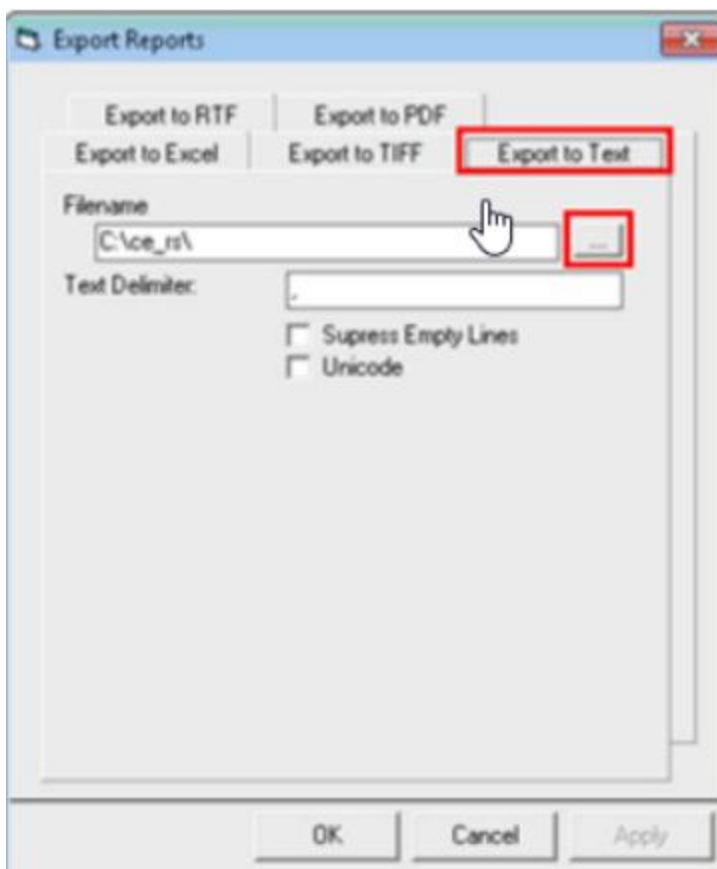 Export Reports
Export to RTF Export to PDF
Export to Excel Export to TIFF Export to Text
Filename
C:\ce_rs\ ...
Text Delimiter: ,
Supress Empty Lines
Unicode
OK Cancel Apply